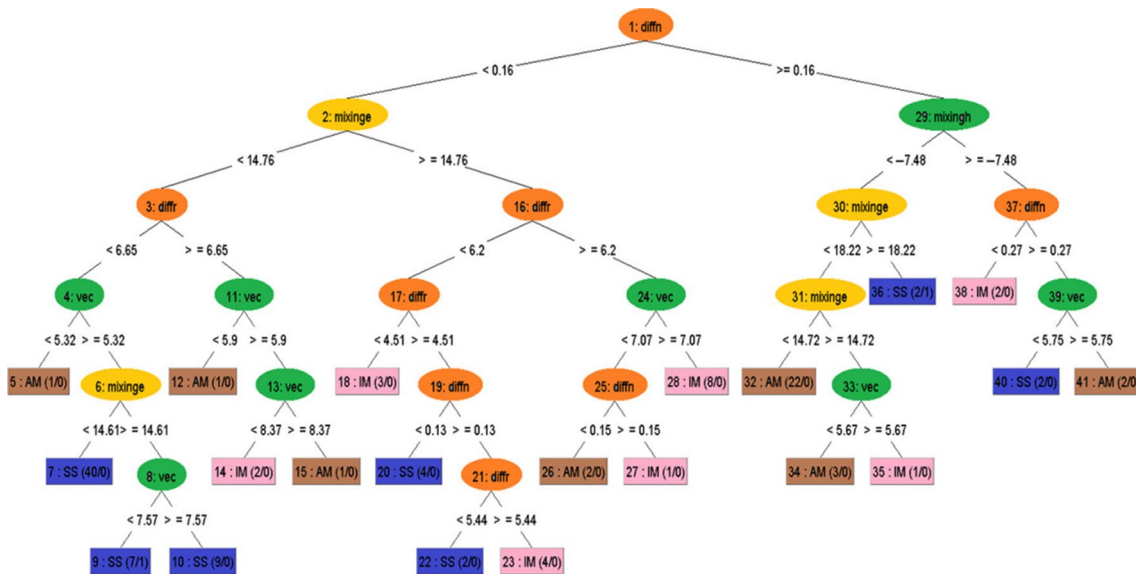 1: diffn
< 0.16 >= 0.16
2: mixinge 29: mixingh
< 14.76 > = 14.76 < –7.48 > = –7.48
3: diffr 16: diffr 30: mixinge 37: diffn
< 6.65 > = 6.65 < 6.2 > = 6.2 < 18.22 > = 18.22 < 0.27 > = 0.27
4: vec 11: vec 17: diffr 24: vec 31: mixinge 36 : SS (2/1) 38 : IM (2/0) 39: vec
< 5.32 > = 5.32 < 5.9 > = 5.9 < 4.51 > = 4.51 < 7.07 > = 7.07 < 14.72 > = 14.72 < 5.75 > = 5.75
5 : AM (1/0) 6: mixinge 12 : AM (1/0) 13: vec 18 : IM (3/0) 19: diffn 25: diffn 28 : IM (8/0) 32 : AM (22/0) 33: vec 40 : SS (2/0) 41 : AM (2/0)
< 14.61 > = 14.61 < 8.37 > = 8.37 < 0.13 > = 0.13 < 0.15 > = 0.15 < 5.67 > = 5.67
7 : SS (40/0) 8: vec 14 : IM (2/0) 15 : AM (1/0) 20 : SS (4/0) 21: diffr 26 : AM (2/0) 27 : IM (1/0) 34 : AM (3/0) 35 : IM (1/0)
< 7.57 > = 7.57 < 5.44 > = 5.44
9 : SS (7/1) 10 : SS (9/0) 22 : SS (2/0) 23 : IM (4/0)